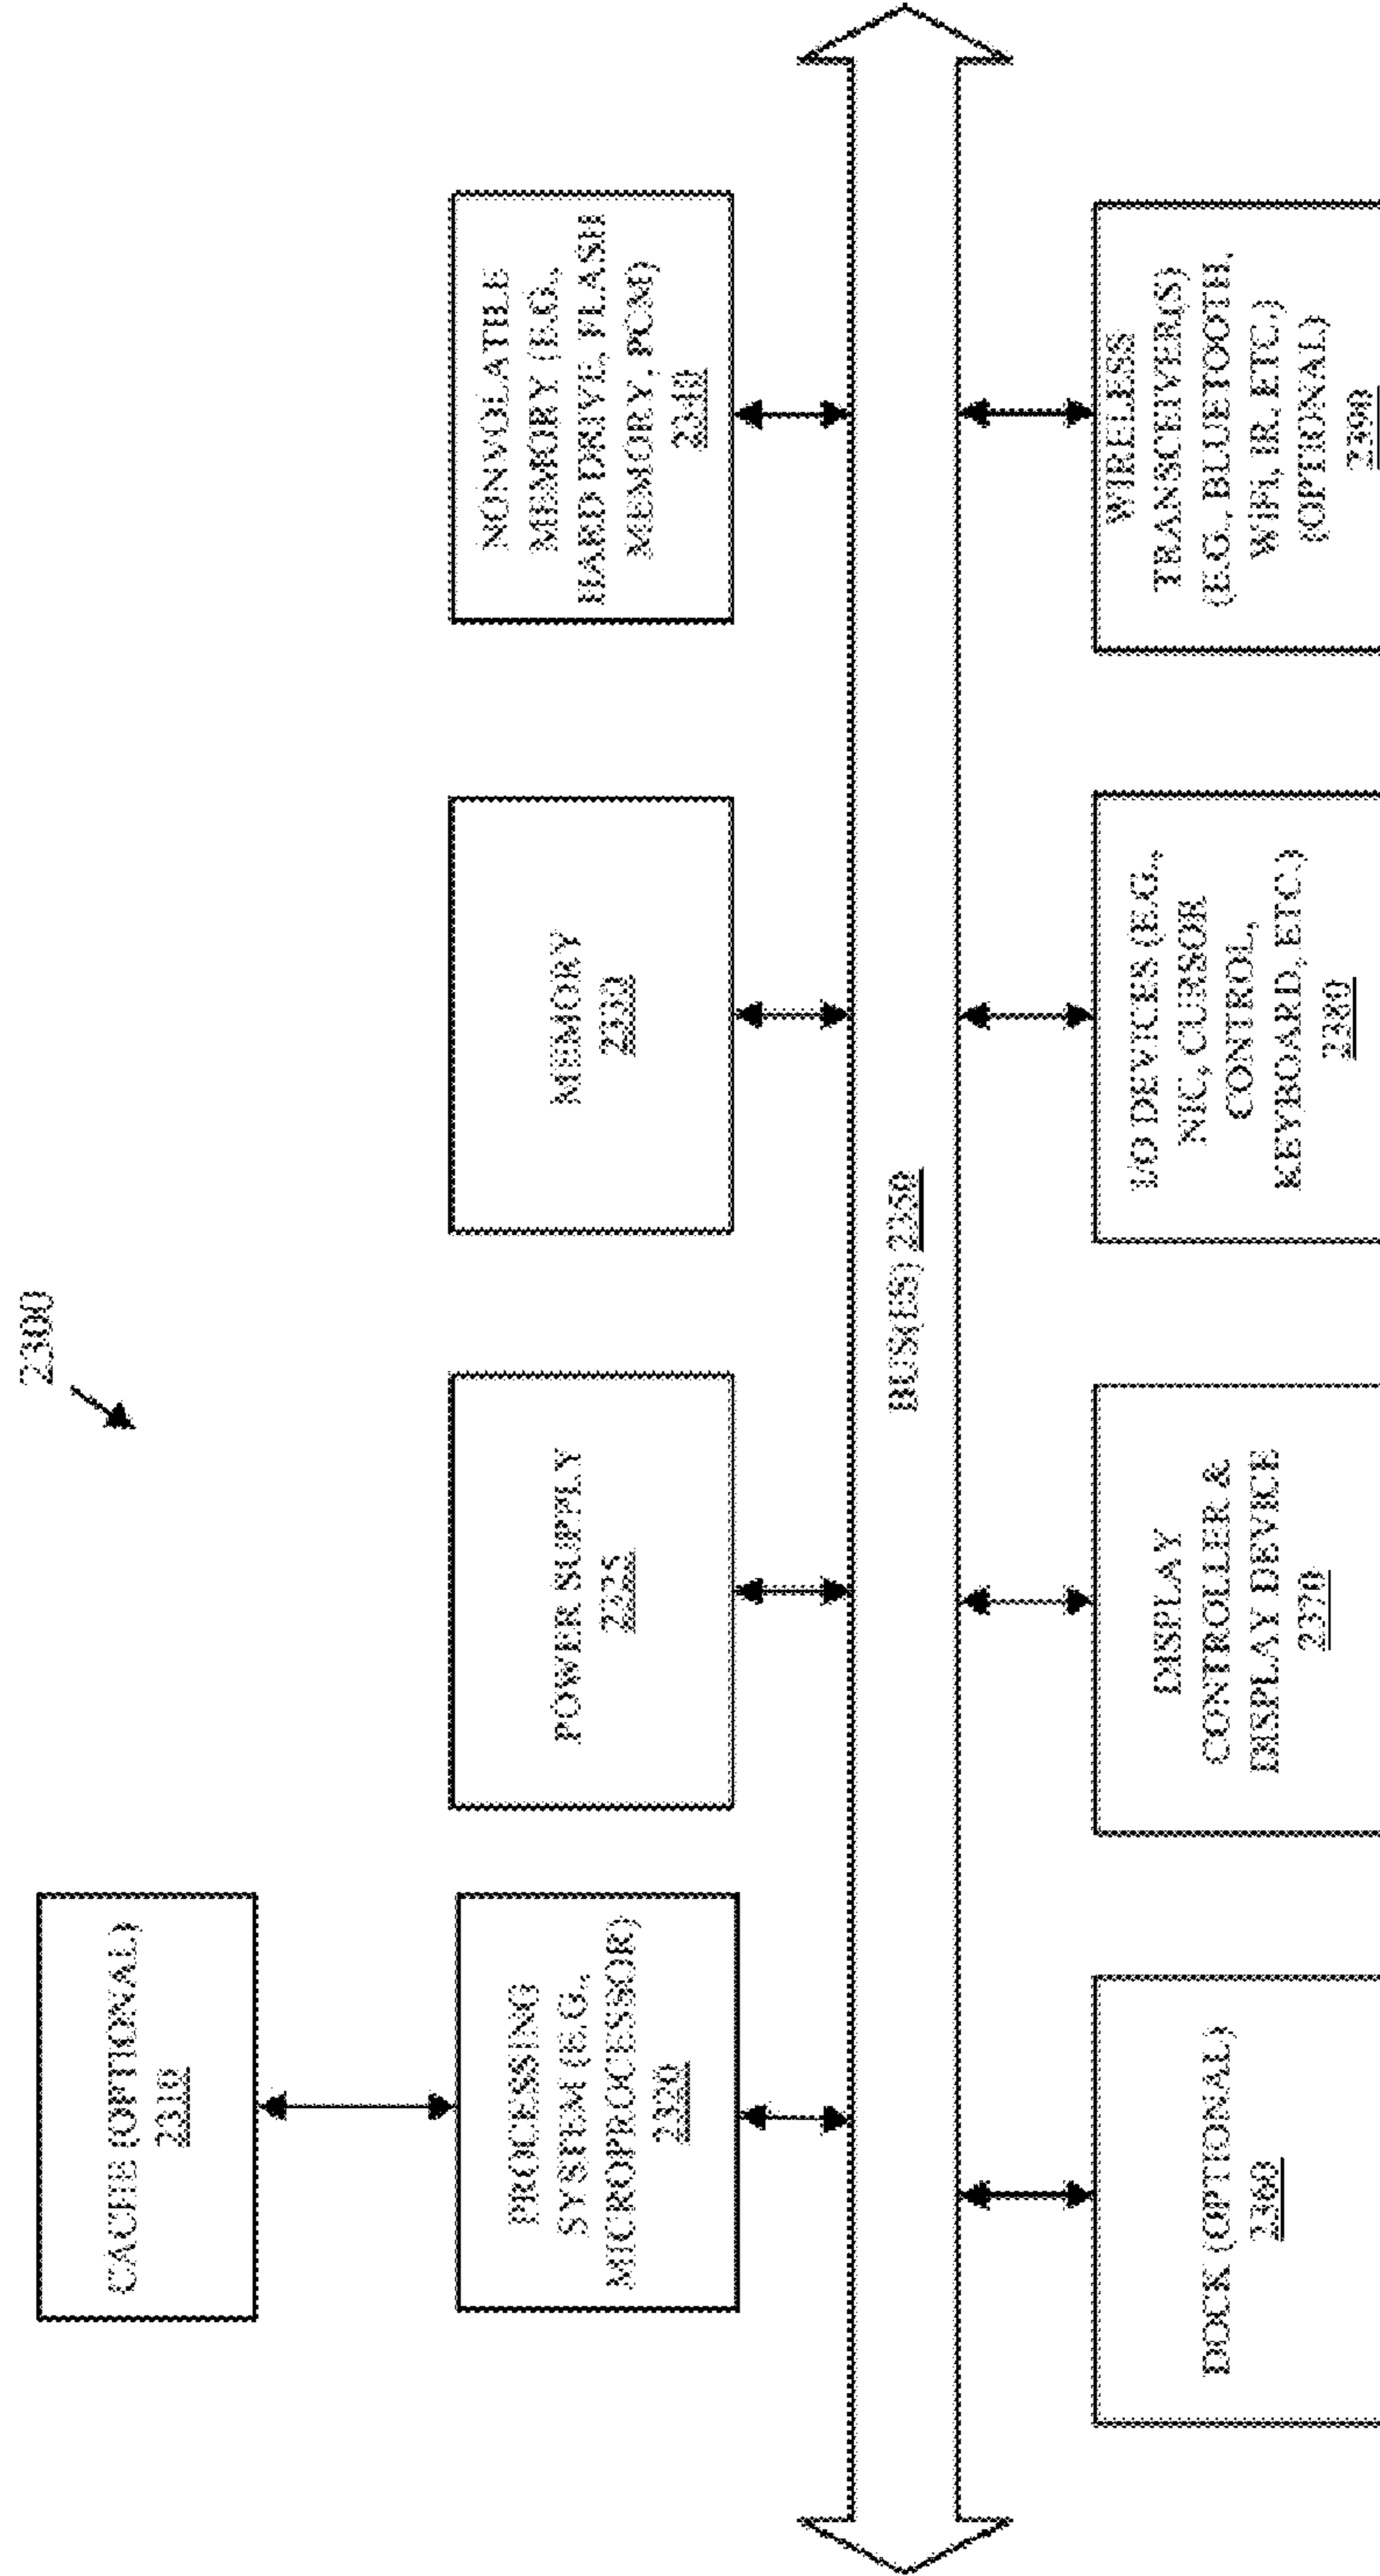 2300
CACHE (OPTIONAL)
2310
PROCESSING
SYSTEM (E.G.,
MICROPROCESSOR)
2320
POWER SUPPLY
2325
MEMORY
2330
NONVOLATILE
MEMORY (E.G.,
HARD DRIVE, FLASH
MEMORY, PCM)
2340
BUS(ES) 2350
DOCK (OPTIONAL)
2360
DISPLAY
CONTROLLER &
DISPLAY DEVICE
2370
I/O DEVICES (E.G.,
NIC, CURSOR
CONTROL,
KEYBOARD, ETC.)
2380
WIRELESS
TRANSCEIVER(S)
(E.G., BLUETOOTH,
WiFi, IR, ETC.)
(OPTIONAL)
2390